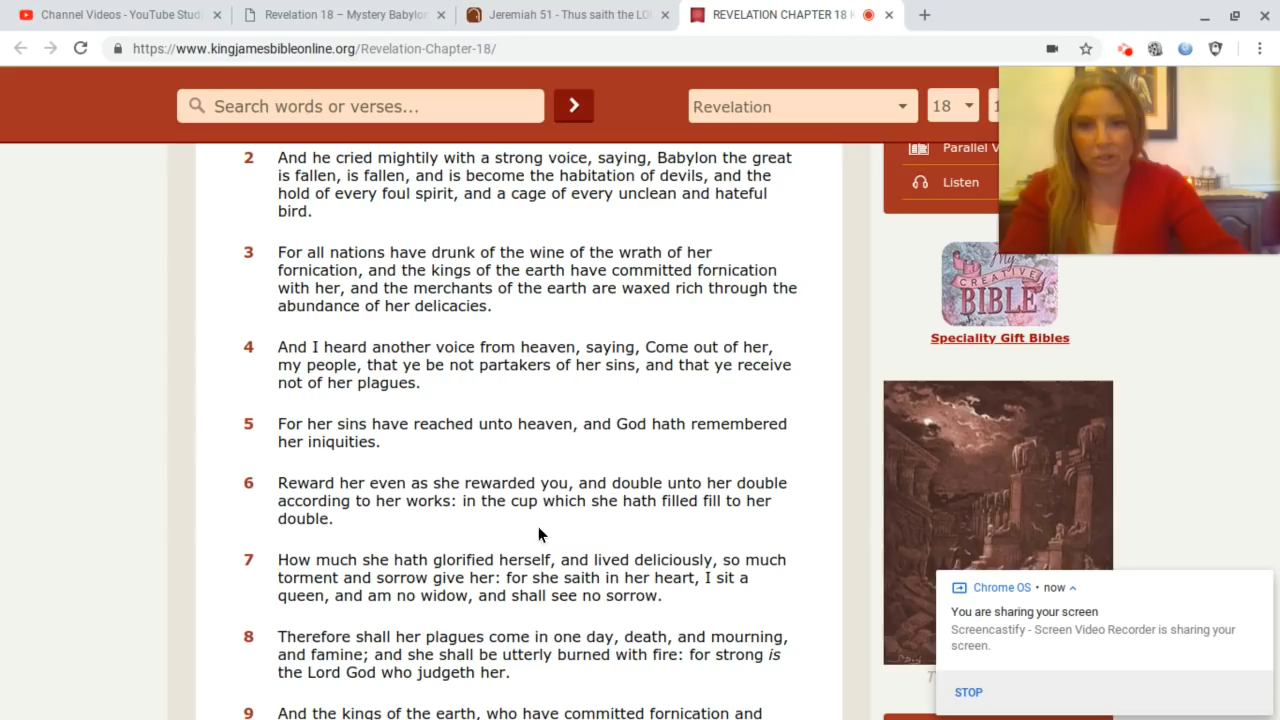 Channel Videos - YouTube Stud
Revelation 18 – Mystery Babylon
Jeremiah 51 - Thus saith the LO
REVELATION CHAPTER 18
https://www.kingjamesbibleonline.org/Revelation-Chapter-18/
Search words or verses...
Revelation
18
1
2 And he cried mightily with a strong voice, saying, Babylon the great
is fallen, is fallen, and is become the habitation of devils, and the
hold of every foul spirit, and a cage of every unclean and hateful
bird.
3 For all nations have drunk of the wine of the wrath of her
fornication, and the kings of the earth have committed fornication
with her, and the merchants of the earth are waxed rich through the
abundance of her delicacies.
4 And I heard another voice from heaven, saying, Come out of her,
my people, that ye be not partakers of her sins, and that ye receive
not of her plagues.
5 For her sins have reached unto heaven, and God hath remembered
her iniquities.
6 Reward her even as she rewarded you, and double unto her double
according to her works: in the cup which she hath filled fill to her
double.
7 How much she hath glorified herself, and lived deliciously, so much
torment and sorrow give her: for she saith in her heart, I sit a
queen, and am no widow, and shall see no sorrow.
8 Therefore shall her plagues come in one day, death, and mourning,
and famine; and she shall be utterly burned with fire: for strong is
the Lord God who judgeth her.
9 And the kings of the earth, who have committed fornication and
Parallel V
Listen
My
CREATIVE
BIBLE
Speciality Gift Bibles
Chrome OS • now
You are sharing your screen
Screencastify - Screen Video Recorder is sharing your
screen.
STOP